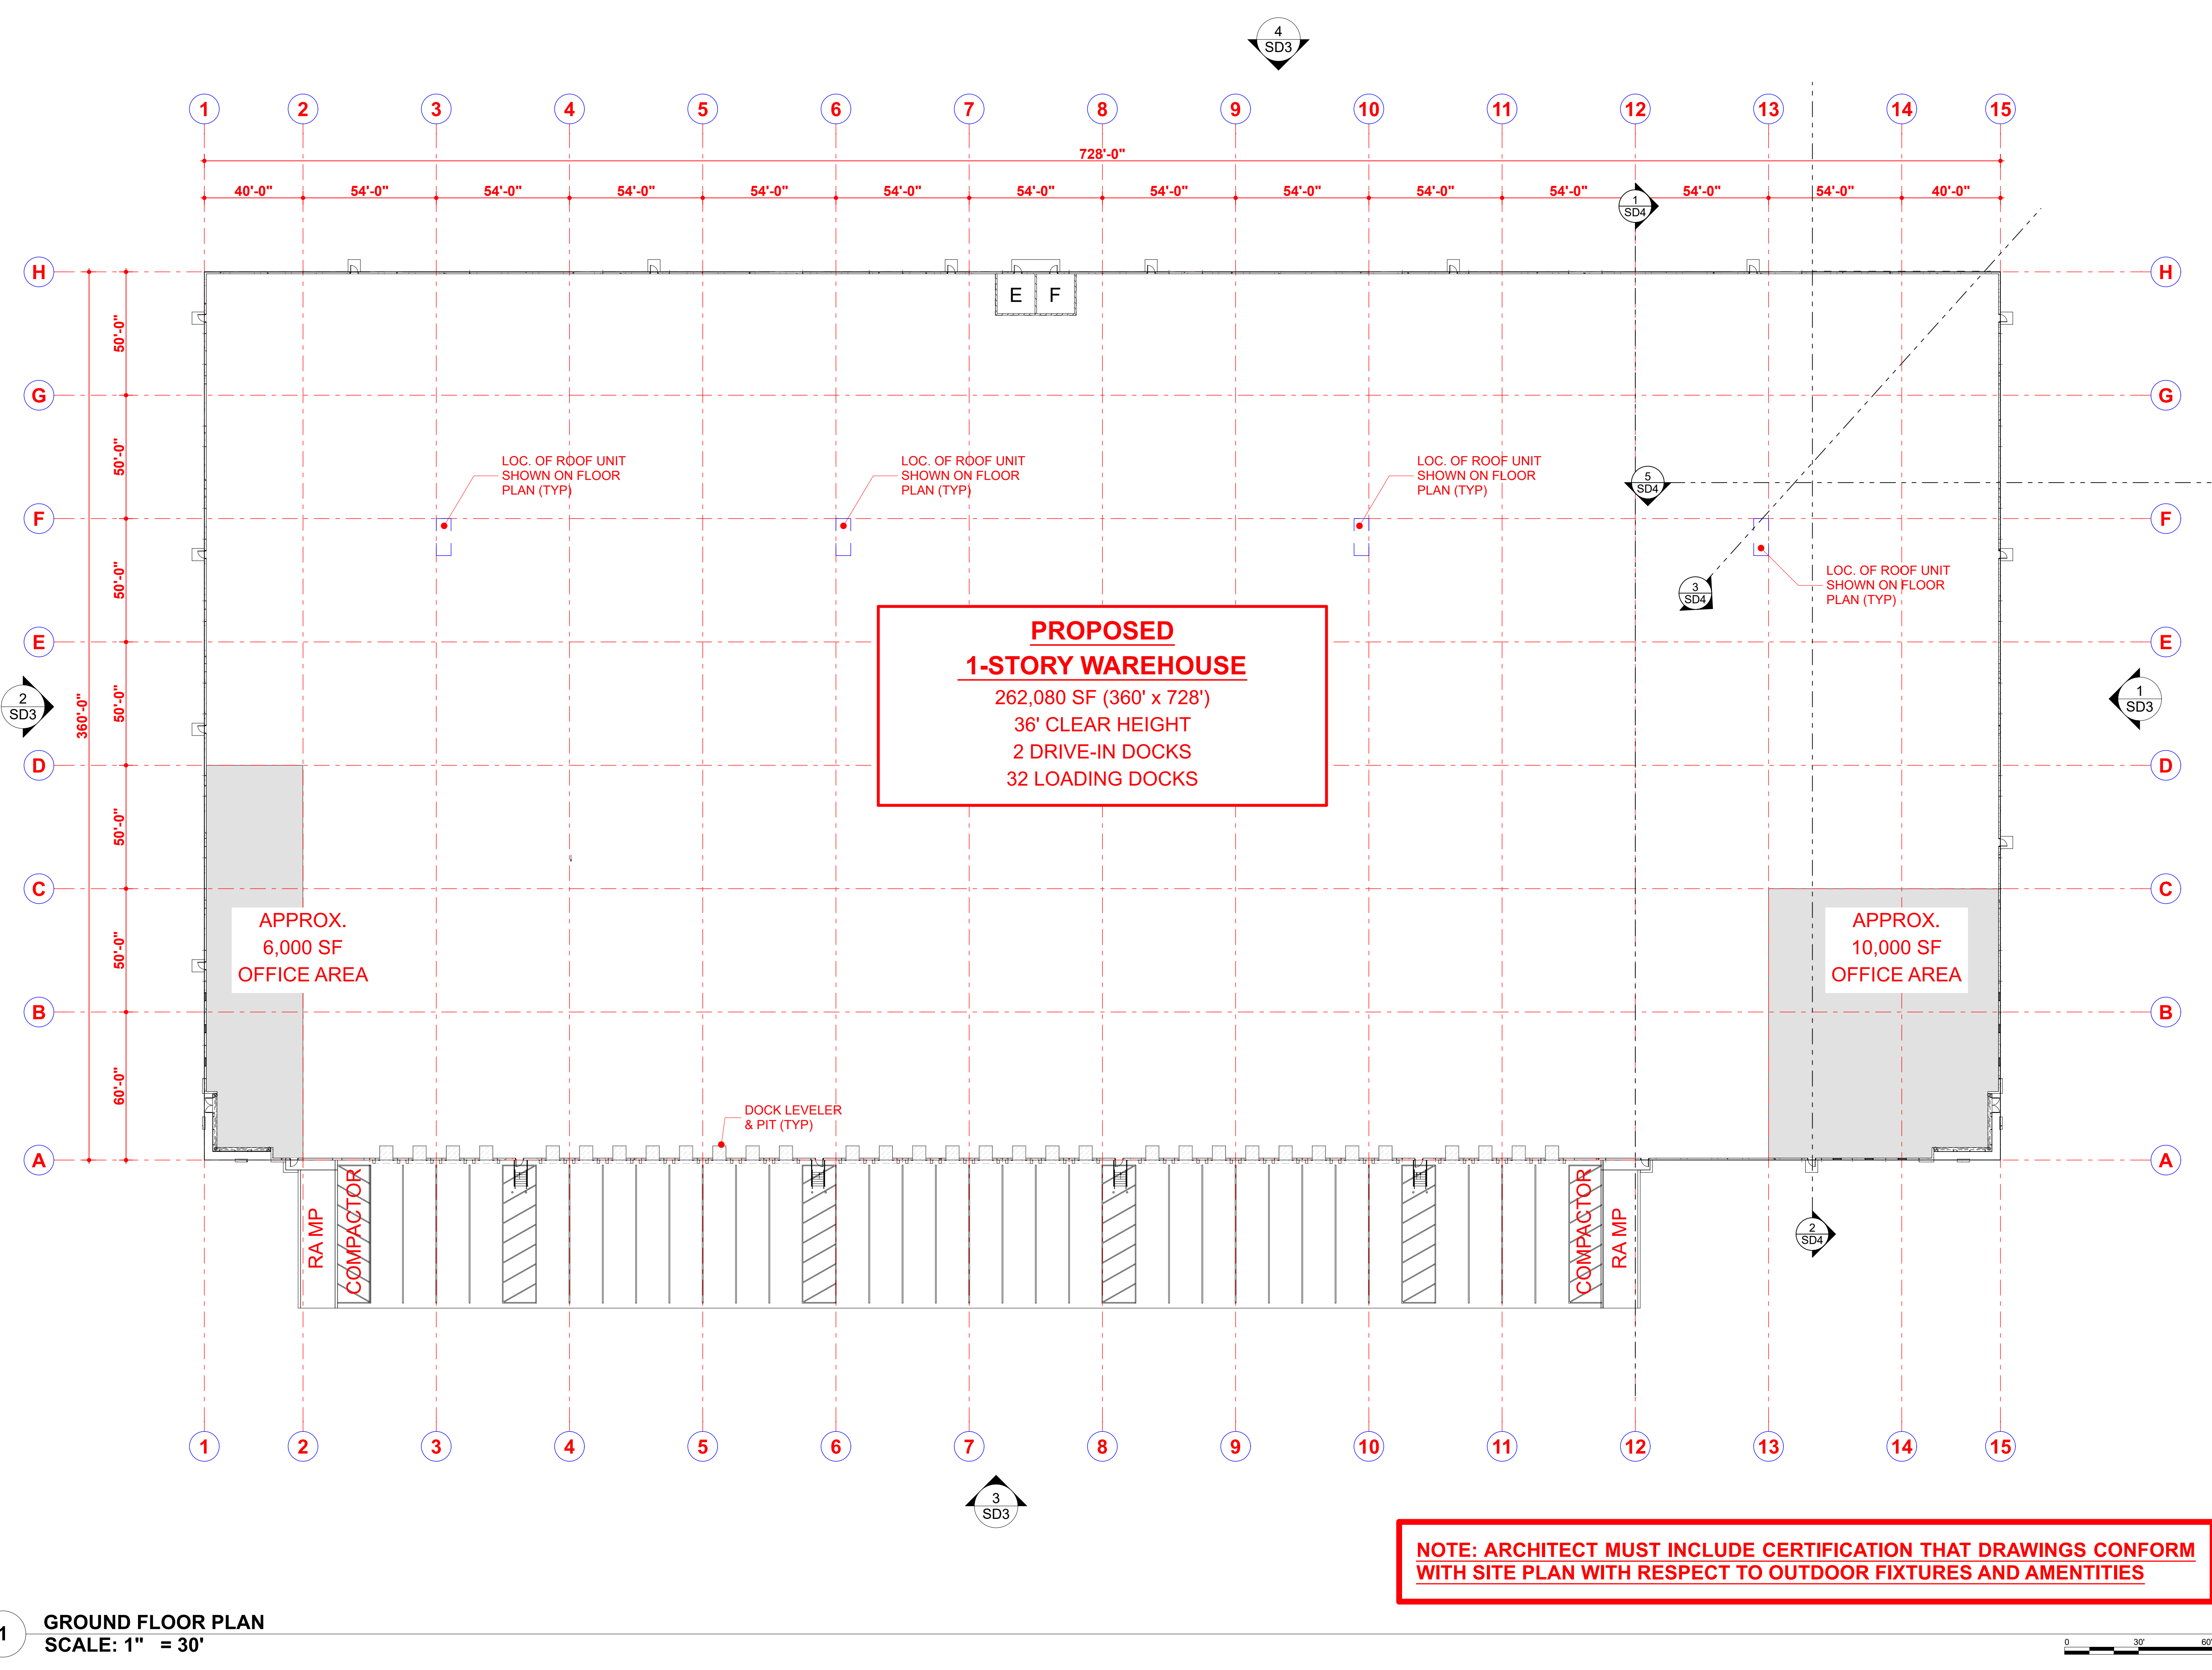 4
SD3
1 2 3 4 5 6 7 8 9 10 11 12 13 14 15
728'-0"
40'-0" 54'-0" 54'-0" 54'-0" 54'-0" 54'-0" 54'-0" 54'-0" 54'-0" 54'-0" 54'-0" 54'-0" 54'-0" 40'-0"
1
SD4
H H
E F
50'-0"
G G
50'-0"
LOC. OF ROOF UNIT
SHOWN ON FLOOR
PLAN (TYP)
LOC. OF ROOF UNIT
SHOWN ON FLOOR
PLAN (TYP)
LOC. OF ROOF UNIT
SHOWN ON FLOOR
PLAN (TYP)
5
SD4
F F
50'-0"
LOC. OF ROOF UNIT
SHOWN ON FLOOR
PLAN (TYP)
3
SD4
E E
PROPOSED
1-STORY WAREHOUSE
262,080 SF (360' x 728')
36' CLEAR HEIGHT
2 DRIVE-IN DOCKS
32 LOADING DOCKS
2
SD3
360'-0"
50'-0"
1
SD3
D D
50'-0"
C C
APPROX.
6,000 SF
OFFICE AREA
50'-0"
APPROX.
10,000 SF
OFFICE AREA
B B
60'-0"
DOCK LEVELER
& PIT (TYP)
A A
RA MP
COMPACTOR
COMPACTOR
RA MP
2
SD4
1 2 3 4 5 6 7 8 9 10 11 12 13 14 15
3
SD3
NOTE: ARCHITECT MUST INCLUDE CERTIFICATION THAT DRAWINGS CONFORM
WITH SITE PLAN WITH RESPECT TO OUTDOOR FIXTURES AND AMENTITIES
1
GROUND FLOOR PLAN
SCALE: 1" = 30'
0 30' 60'